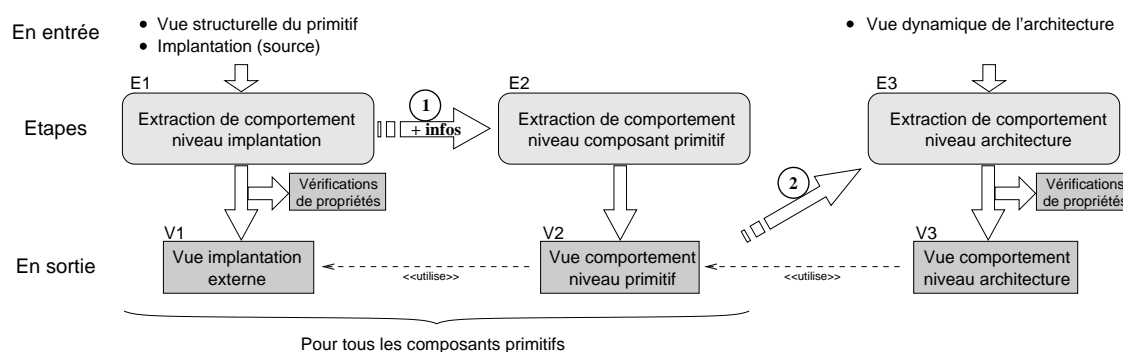 En entrée
• Vue structurelle du primitif
• Implantation (source)
• Vue dynamique de l'architecture
E1
E2
E3
Etapes
Extraction de comportement
niveau implantation
1
+ infos
Extraction de comportement
niveau composant primitif
2
Extraction de comportement
niveau architecture
Vérifications
de propriétés
Vérifications
de propriétés
V1
V2
V3
En sortie
Vue implantation
externe
<<utilise>>
Vue comportement
niveau primitif
<<utilise>>
Vue comportement
niveau architecture
Pour tous les composants primitifs